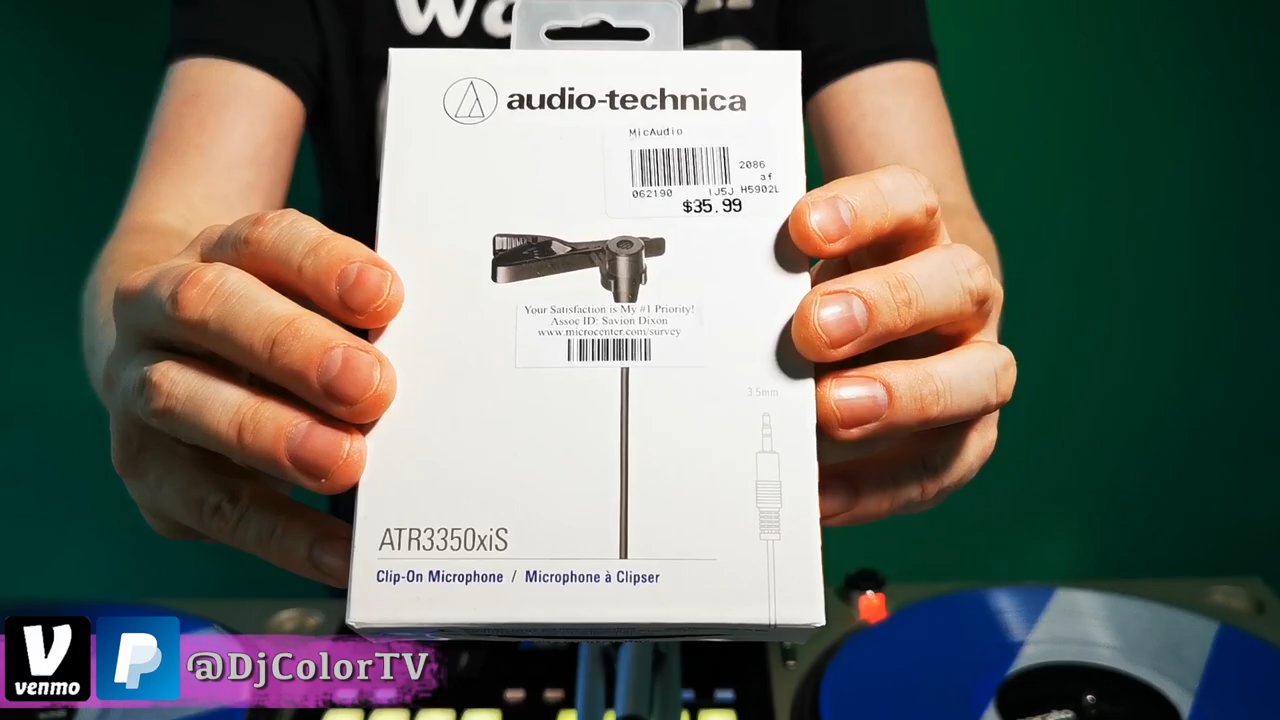 audio-technica
MicAudio
2086
af
062190 IJ5J H5902L
$35.99
Your Satisfaction is My #1 Priority!
Assoc ID: Savion Dixon
www.microcenter.com/survey
3.5mm
ATR3350xiS
Clip-On Microphone / Microphone à Clipser
venmo
@DjColorTV